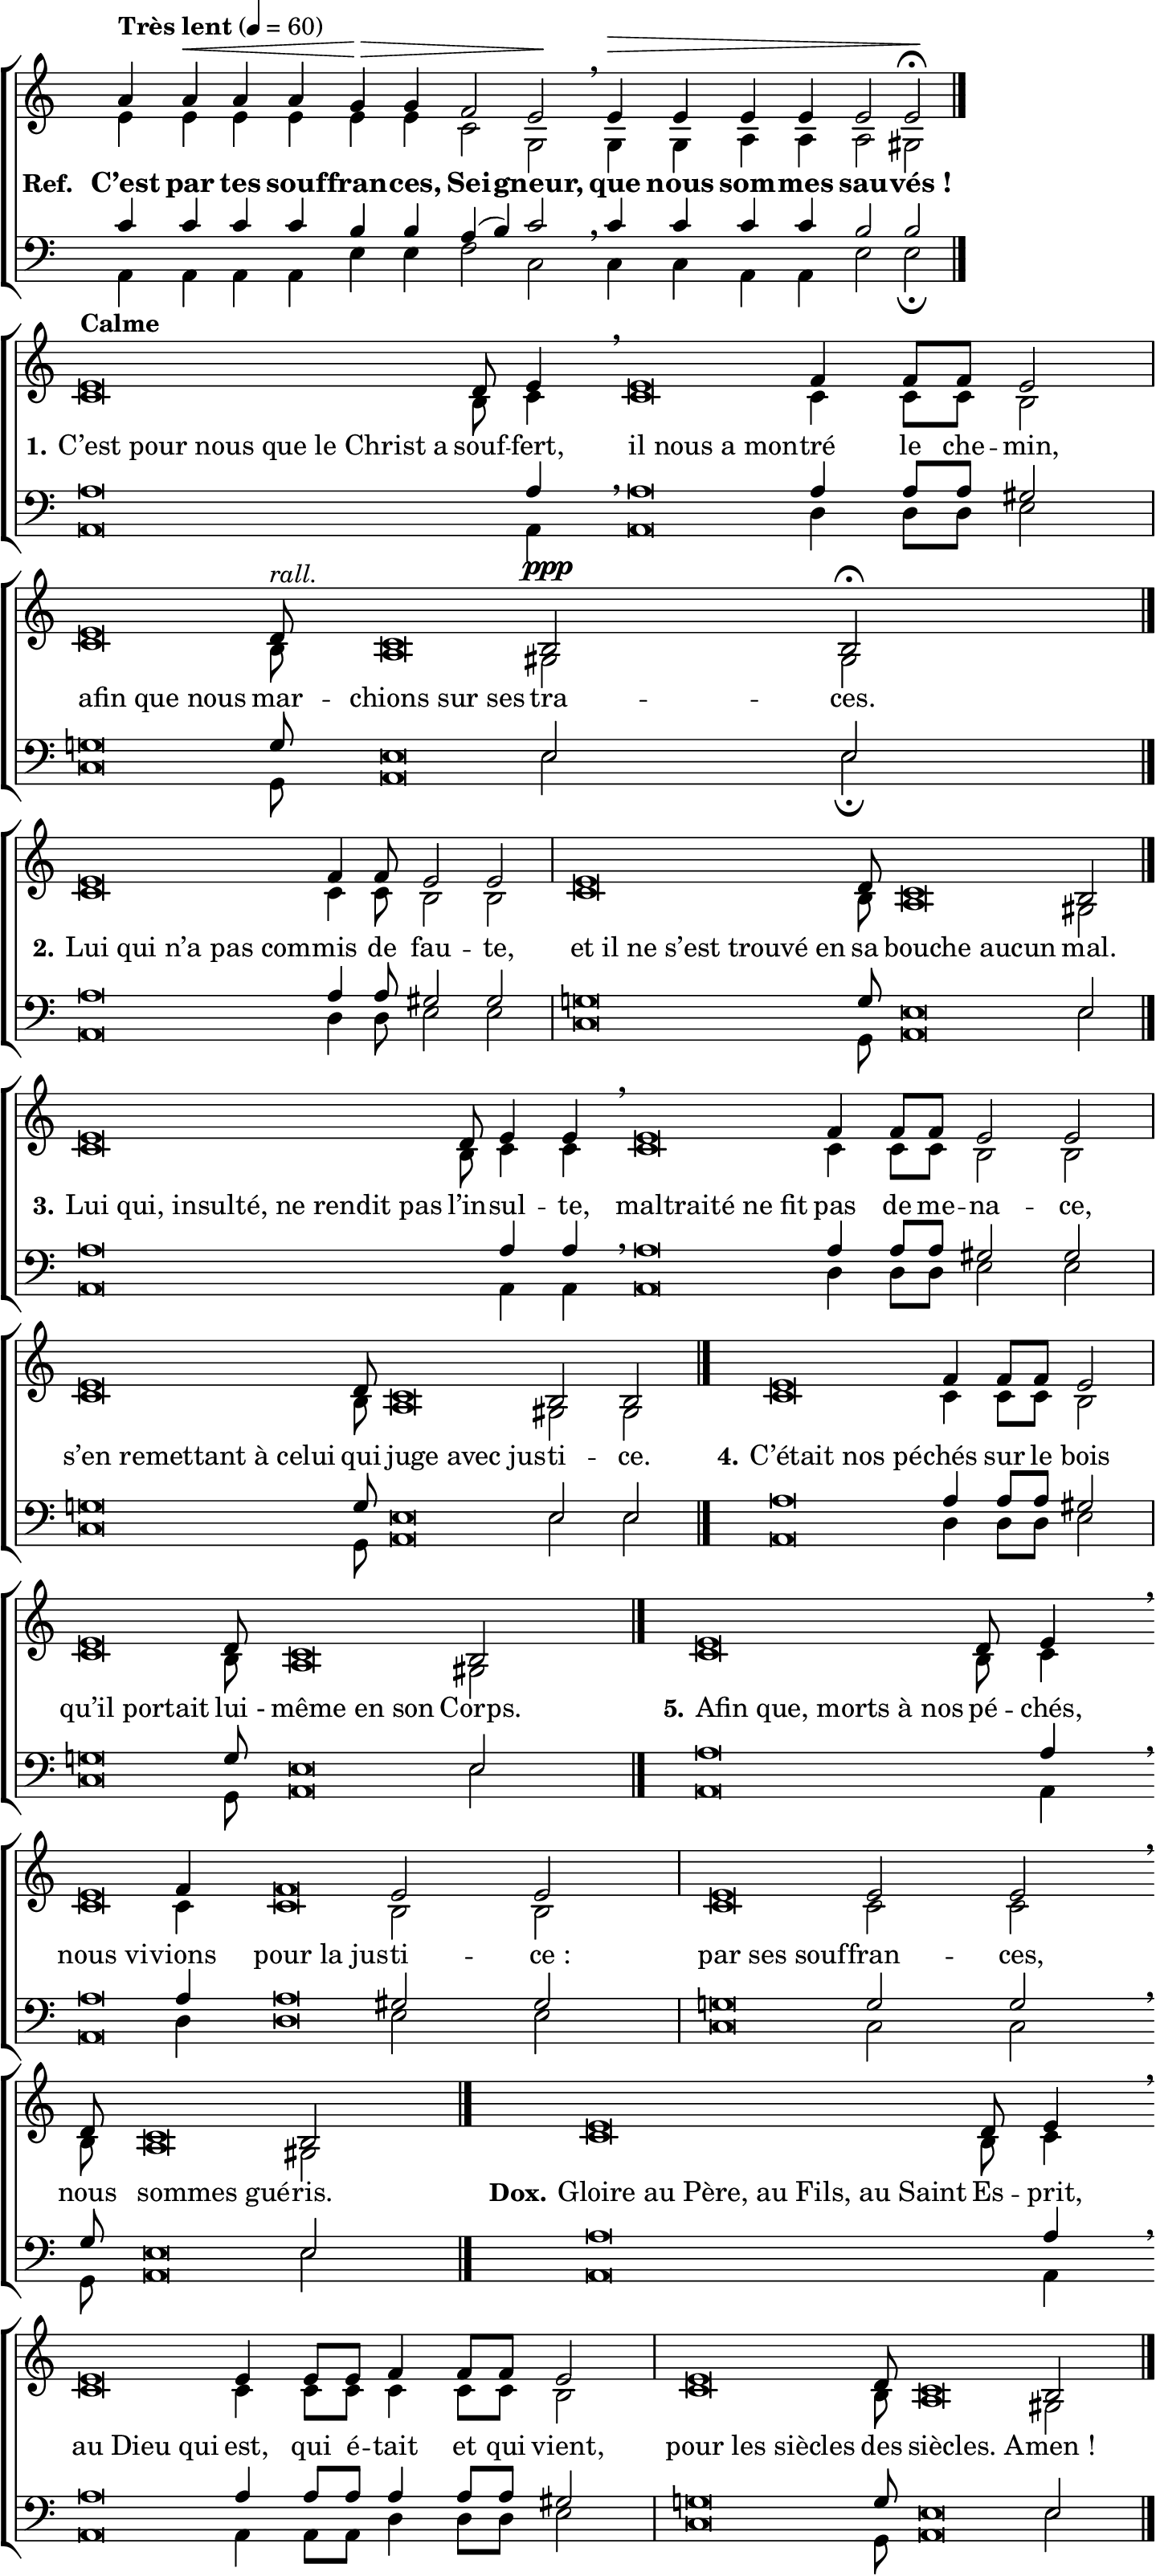 Très lent (♩ = 60)
Ref. C’est par tes souffrances, Seigneur, que nous sommes sauvés !
Calme
1. C’est pour nous que le Christ a souf -- fert, il nous a montré le che -- min,
ppp
rall.
afin que nous mar -- chions sur ses tra -- ces.
2. Lui qui n’a pas commis de fau -- te, et il ne s’est trouvé en sa bouche aucun mal.
3. Lui qui, insulté, ne rendit pas l’insul -- te, maltraité ne fit pas de me -- na -- ce,
s’en remettant à celui qui juge avec justi -- ce. 4. C’était nos péchés sur le bois
qu’il portait lui - même en son Corps. 5. Afin que, morts à nos pé -- chés,
nous vivions pour la justi -- ce : par ses souffran -- ces,
nous sommes guéris. Dox. Gloire au Père, au Fils, au Saint Es -- prit,
au Dieu qui est, qui é -- tait et qui vient, pour les siècles des siècles. Amen !